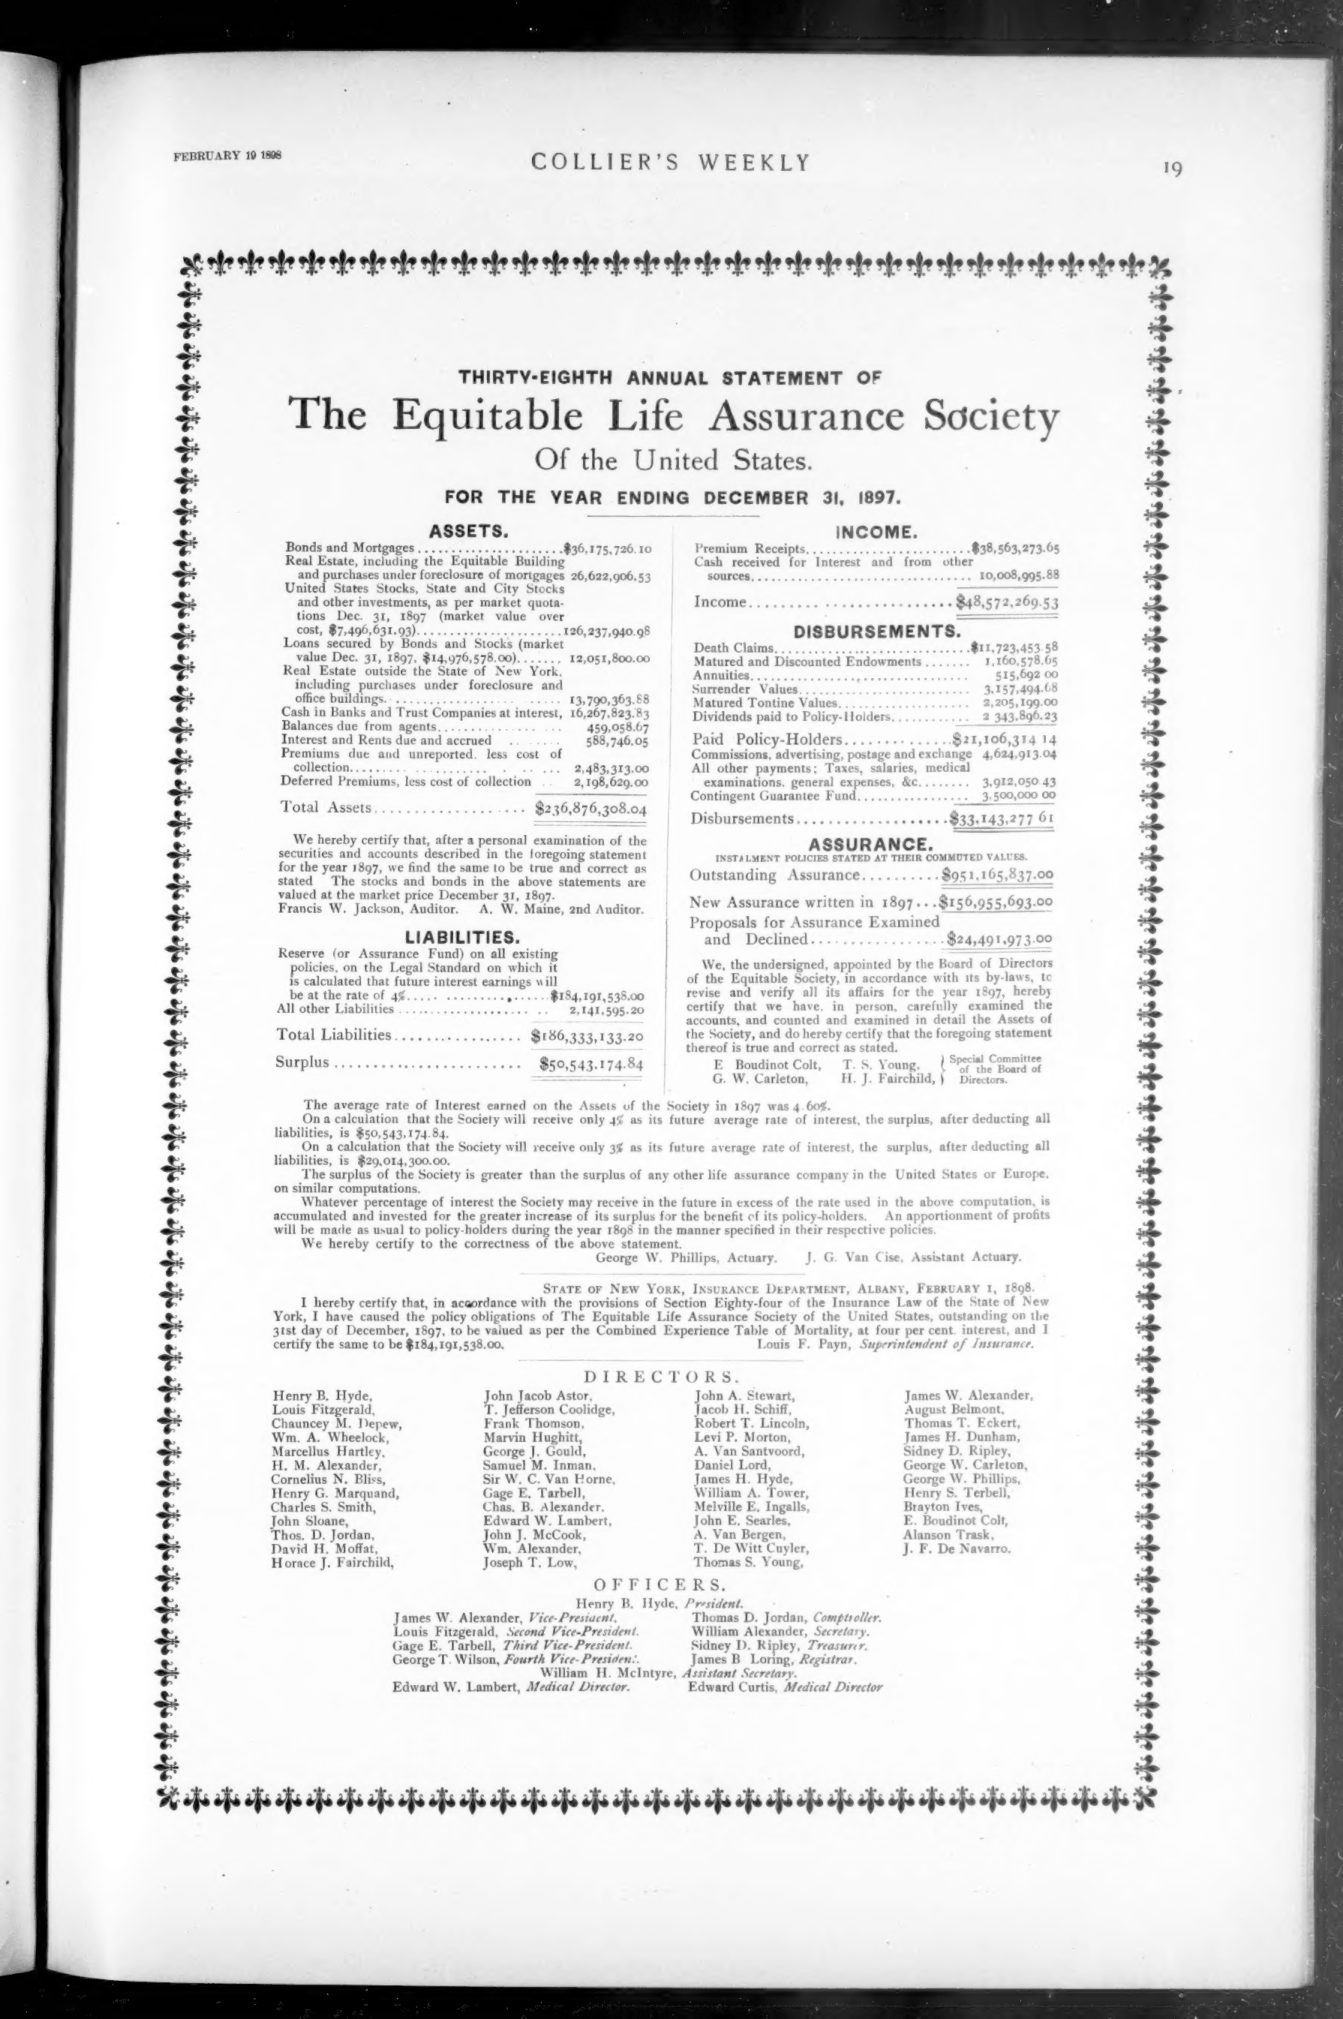 FEBRUARY 19 1898
COLLIER'S WEEKLY
19
THIRTY-EIGHTH ANNUAL STATEMENT OF
The Equitable Life Assurance Society
Of the United States.
FOR THE YEAR ENDING DECEMBER 31, 1897.
ASSETS.
Bonds and Mortgages......................$36,175,726.10
Real Estate, including the Equitable Building
and purchases under foreclosure of mortgages 26,622,906.53
United States Stocks, State and City Stocks
and other investments, as per market quota-
tions Dec. 31, 1897 (market value over
cost, $7,496,631.93)......................126,237,940.98
Loans secured by Bonds and Stocks (market
value Dec. 31, 1897, $14,976,578.00)....... 12,051,800.00
Real Estate outside the State of New York,
including purchases under foreclosure and
office buildings........................ 13,790,363.88
Cash in Banks and Trust Companies at interest, 16,267,823.83
Balances due from agents.................. 459,058.67
Interest and Rents due and accrued ........ 588,746.05
Premiums due and unreported, less cost of
collection............................ 2,483,313.00
Deferred Premiums, less cost of collection .. 2,198,629.00
Total Assets................... $236,876,308.04
We hereby certify that, after a personal examination of the
securities and accounts described in the foregoing statement
for the year 1897, we find the same to be true and correct as
stated The stocks and bonds in the above statements are
valued at the market price December 31, 1897.
Francis W. Jackson, Auditor. A. W. Maine, 2nd Auditor.
LIABILITIES.
Reserve (or Assurance Fund) on all existing
policies, on the Legal Standard on which it
is calculated that future interest earnings will
be at the rate of 4%.....................$184,191,538.00
All other Liabilities ...................... 2,141,595.20
Total Liabilities................ $186,333,133.20
Surplus ........................ $50,543.174.84
INCOME.
Premium Receipts.........................$38,563,273.65
Cash received for Interest and from other
sources................................. 10,008,995.88
Income...........................$48,572,269.53
DISBURSEMENTS.
Death Claims..............................$11,723,453.58
Matured and Discounted Endowments ....... 1,160,578.65
Annuities................................. 515,692 00
Surrender Values.......................... 3,157,494.68
Matured Tontine Values.................... 2,205,199.00
Dividends paid to Policy-Holders............ 2 343,896.23
Paid Policy-Holders.............$21,106,314 14
Commissions, advertising, postage and exchange 4,624,913.04
All other payments; Taxes, salaries, medical
examinations, general expenses, &c........ 3,912,050.43
Contingent Guarantee Fund................. 3,500,000 00
Disbursements...................$33,143,277 61
ASSURANCE.
INSTALMENT POLICIES STATED AT THEIR COMMUTED VALUES.
Outstanding Assurance..........$951,165,837.00
New Assurance written in 1897...$156,955,693.00
Proposals for Assurance Examined
and Declined.................$24,491,973.00
We, the undersigned, appointed by the Board of Directors
of the Equitable Society, in accordance with its by-laws, to
revise and verify all its affairs for the year 1897, hereby
certify that we have, in person, carefully examined the
accounts, and counted and examined in detail the Assets of
the Society, and do hereby certify that the foregoing statement
thereof is true and correct as stated.
E Boudinot Colt, T. S. Young, } Special Committee
of the Board of
G. W. Carleton, H. J. Fairchild, } Directors.
The average rate of Interest earned on the Assets of the Society in 1897 was 4.60%.
On a calculation that the Society will receive only 4% as its future average rate of interest, the surplus, after deducting all
liabilities, is $50,543,174.84.
On a calculation that the Society will receive only 3% as its future average rate of interest, the surplus, after deducting all
liabilities, is $29,014,300.00.
The surplus of the Society is greater than the surplus of any other life assurance company in the United States or Europe,
on similar computations.
Whatever percentage of interest the Society may receive in the future in excess of the rate used in the above computation, is
accumulated and invested for the greater increase of its surplus for the benefit of its policy-holders. An apportionment of profits
will be made as usual to policy-holders during the year 1898 in the manner specified in their respective policies.
We hereby certify to the correctness of the above statement.
George W. Phillips, Actuary. J. G. Van Cise, Assistant Actuary.
STATE OF NEW YORK, INSURANCE DEPARTMENT, ALBANY, FEBRUARY 1, 1898.
I hereby certify that, in accordance with the provisions of Section Eighty-four of the Insurance Law of the State of New
York, I have caused the policy obligations of The Equitable Life Assurance Society of the United States, outstanding on the
31st day of December, 1897, to be valued as per the Combined Experience Table of Mortality, at four per cent. interest, and I
certify the same to be $184,191,538.00. Louis F. Payn, Superintendent of Insurance.
DIRECTORS.
Henry B. Hyde, John Jacob Astor, John A. Stewart, James W. Alexander,
Louis Fitzgerald, T. Jefferson Coolidge, Jacob H. Schiff, August Belmont,
Chauncey M. Depew, Frank Thomson, Robert T. Lincoln, Thomas T. Eckert,
Wm. A. Wheelock, Marvin Hughitt, Levi P. Morton, James H. Dunham,
Marcellus Hartley, George J. Gould, A. Van Santvoord, Sidney D. Ripley,
H. M. Alexander, Samuel M. Inman, Daniel Lord, George W. Carleton,
Cornelius N. Bliss, Sir W. C. Van Horne, James H. Hyde, George W. Phillips,
Henry G. Marquand, Gage E. Tarbell, William A. Tower, Henry S. Terbell,
Charles S. Smith, Chas. B. Alexander, Melville E. Ingalls, Brayton Ives,
John Sloane, Edward W. Lambert, John E. Searles, E. Boudinot Colt,
Thos. D. Jordan, John J. McCook, A. Van Bergen, Alanson Trask,
David H. Moffat, Wm. Alexander, T. De Witt Cuyler, J. F. De Navarro.
Horace J. Fairchild, Joseph T. Low, Thomas S. Young,
OFFICERS.
Henry B. Hyde, President.
James W. Alexander, Vice-President. Thomas D. Jordan, Comptroller.
Louis Fitzgerald, Second Vice-President. William Alexander, Secretary.
Gage E. Tarbell, Third Vice-President. Sidney D. Ripley, Treasurer.
George T. Wilson, Fourth Vice-President. James B Loring, Registrar.
William H. McIntyre, Assistant Secretary.
Edward W. Lambert, Medical Director. Edward Curtis, Medical Director